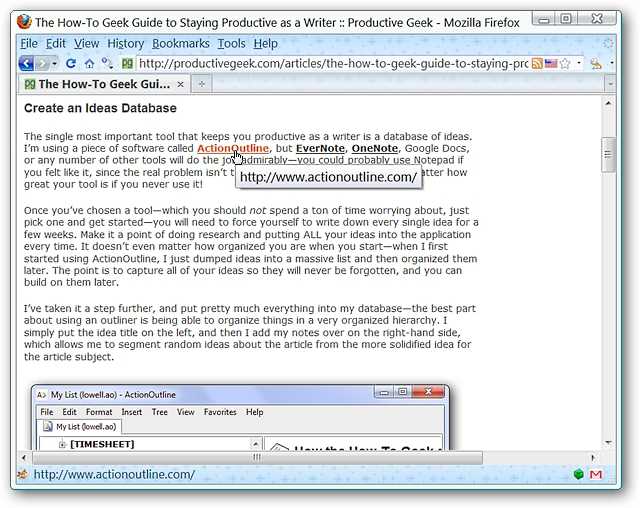 The How-To Geek Guide to Staying Productive as a Writer :: Productive Geek - Mozilla Firefox
File Edit View History Bookmarks Tools Help
http://productivegeek.com/articles/the-how-to-geek-guide-to-staying-pro
The How-To Geek Gui...
Create an Ideas Database
The single most important tool that keeps you productive as a writer is a database of ideas.
I'm using a piece of software called ActionOutline, but EverNote, OneNote, Google Docs,
or any number of other tools will do the job admirably—you could probably use Notepad if
you felt like it, since the real problem isn't t atter how
http://www.actionoutline.com/
great your tool is if you never use it!
Once you've chosen a tool—which you should not spend a ton of time worrying about, just
pick one and get started—you will need to force yourself to write down every single idea for a
few weeks. Make it a point of doing research and putting ALL your ideas into the application
every time. It doesn't even matter how organized you are when you start—when I first
started using ActionOutline, I just dumped ideas into a massive list and then organized them
later. The point is to capture all of your ideas so they will never be forgotten, and you can
build on them later.
I've taken it a step further, and put pretty much everything into my database—the best part
about using an outliner is being able to organize things in a very organized hierarchy. I
simply put the idea title on the left, and then I add my notes over on the right-hand side,
which allows me to segment random ideas about the article from the more solidified idea for
the article subject.
My List (lowell.ao) - ActionOutline
File Edit Format Insert Tree View Favorites Help
My List (lowell.ao)
[TIMESHEET]
How the How-To Geek
http://www.actionoutline.com/